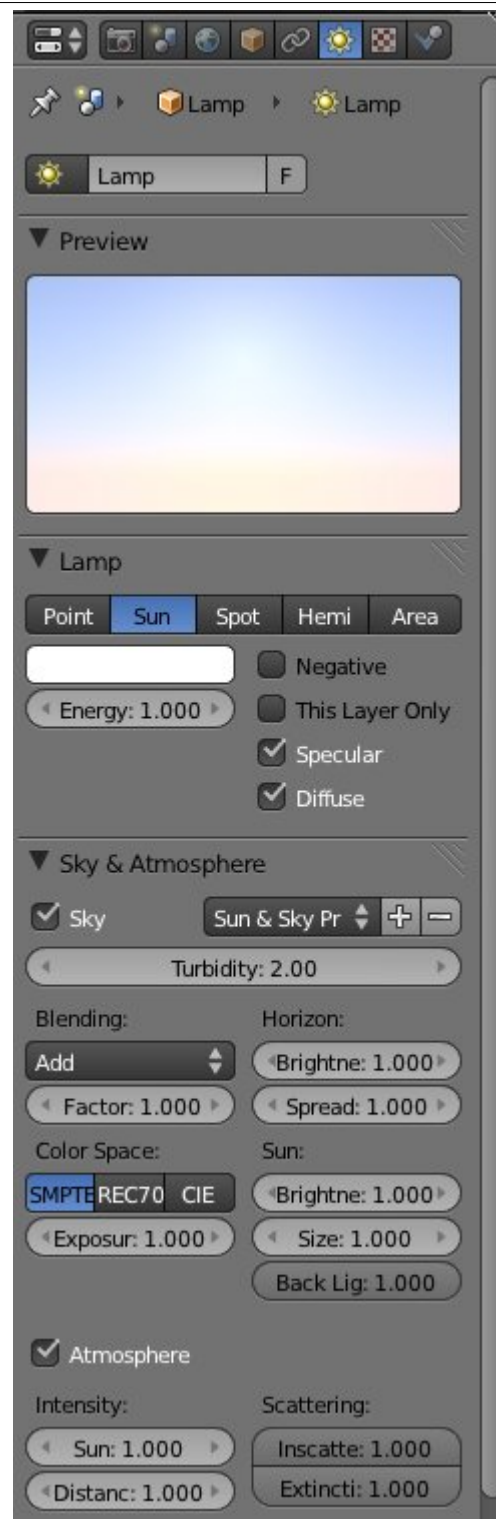 Lamp Lamp
Lamp F
Preview
Lamp
Point Sun Spot Hemi Area
Negative
Energy: 1.000 This Layer Only
Specular
Diffuse
Sky & Atmosphere
Sky Sun & Sky Pr
Turbidity: 2.00
Blending: Horizon:
Add Brightne: 1.000
Factor: 1.000 Spread: 1.000
Color Space: Sun:
SMPTE REC70 CIE Brightne: 1.000
Exposur: 1.000 Size: 1.000
Back Lig: 1.000
Atmosphere
Intensity: Scattering:
Sun: 1.000 Inscatte: 1.000
Distanc: 1.000 Extincti: 1.000